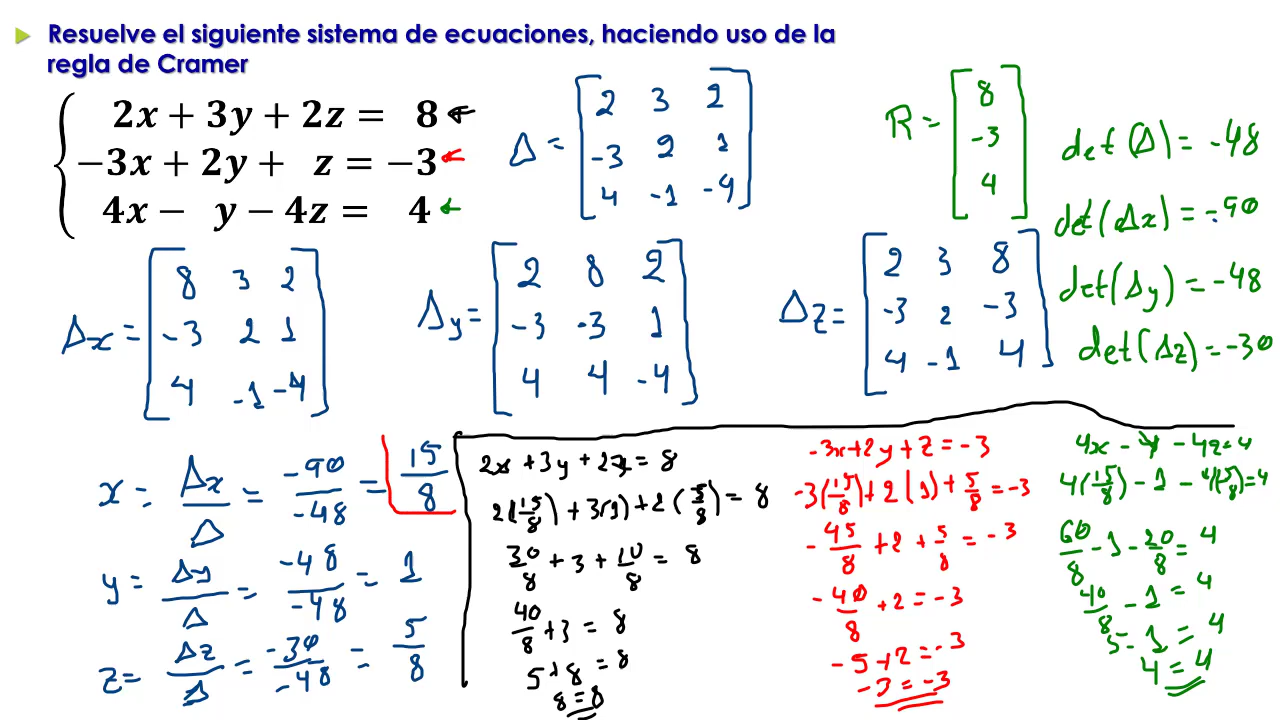 Resuelve el siguiente sistema de ecuaciones, haciendo uso de la
regla de Cramer
2x + 3y + 2z = 8
−3x + 2y + z = −3
4x − y − 4z = 4
Δ = [ 2 3 2
-3 2 1
4 -1 -4 ]
R = [ 8
-3
4 ]
det(Δ) = -48
det(Δx) = -90
det(Δy) = -48
det(Δz) = -30
Δx = [ 8 3 2
-3 2 1
4 -1 -4 ]
Δy = [ 2 8 2
-3 -3 1
4 4 -4 ]
Δz = [ 2 3 8
-3 2 -3
4 -1 4 ]
x = Δx/Δ = -90/-48 = 15/8
y = Δy/Δ = -48/-48 = 1
z = Δz/Δ = -30/-48 = 5/8
2x + 3y + 2z = 8
2(15/8) + 3(1) + 2(5/8) = 8
30/8 + 3 + 10/8 = 8
40/8 + 3 = 8
5 + 8 = 8
8 = 8
-3x + 2y + z = -3
-3(15/8) + 2(1) + 5/8 = -3
-45/8 + 2 + 5/8 = -3
-40/8 + 2 = -3
-5 + 2 = -3
-3 = -3
4x - y - 4z = 4
4(15/8) - 1 - 4(5/8) = 4
60/8 - 1 - 20/8 = 4
40/8 - 1 = 4
5 - 1 = 4
4 = 4